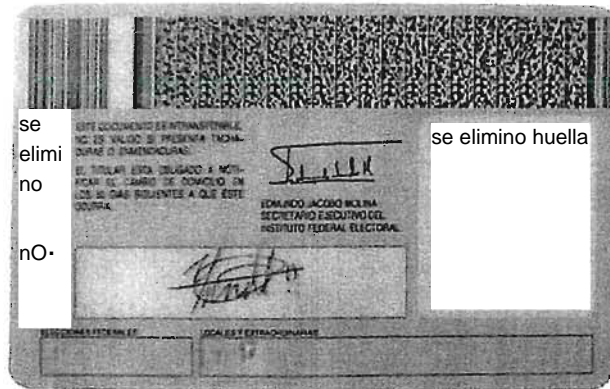 se
elimi
no
nO.
ESTE DOCUMENTO ES INTRANSFERIBLE,
NO ES VALIDO SI PRESENTA TACHA-
DURAS O ENMENDADURAS.
EL TITULAR ESTA OBLIGADO A NOTI-
FICAR EL CAMBIO DE DOMICILIO EN
LOS 30 DIAS SIGUIENTES A QUE ESTE
OCURRA.
EDMUNDO JACOBO MOLINA
SECRETARIO EJECUTIVO DEL
INSTITUTO FEDERAL ELECTORAL
se elimino huella
ELECCIONES FEDERALES
LOCALES Y EXTRAORDINARIAS